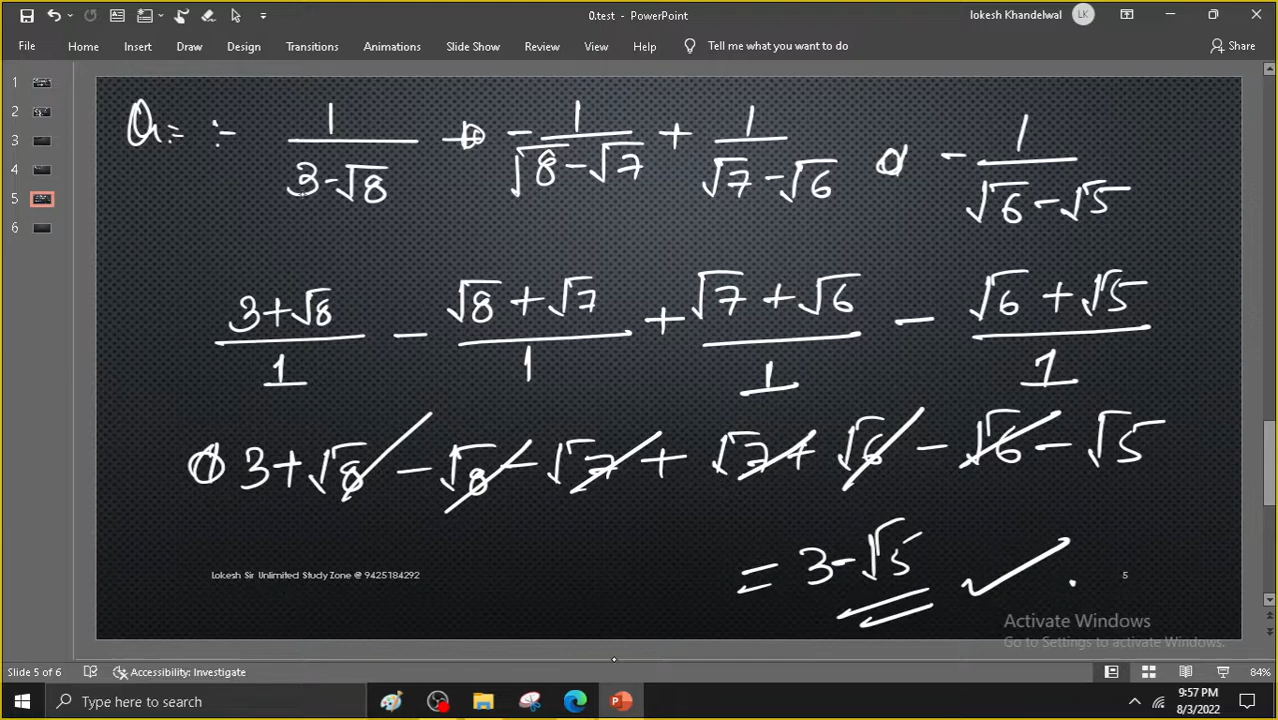 0.test - PowerPoint
lokesh Khandelwal LK
File Home Insert Draw Design Transitions Animations Slide Show Review View Help Tell me what you want to do Share
1
2
3
4
5
6
Q= :- 1/(3-√8) - 1/(√8-√7) + 1/(√7-√6) - 1/(√6-√5)
(3+√8)/1 - (√8+√7)/1 + (√7+√6)/1 - (√6+√5)/1
3+√8 - √8 - √7 + √7 + √6 - √6 - √5
= 3-√5 ✓.
Lokesh Sir Unlimited Study Zone @ 9425184292 5
Activate Windows
Go to Settings to activate Windows.
Slide 5 of 6 Accessibility: Investigate 84%
Type here to search
9:57 PM
8/3/2022